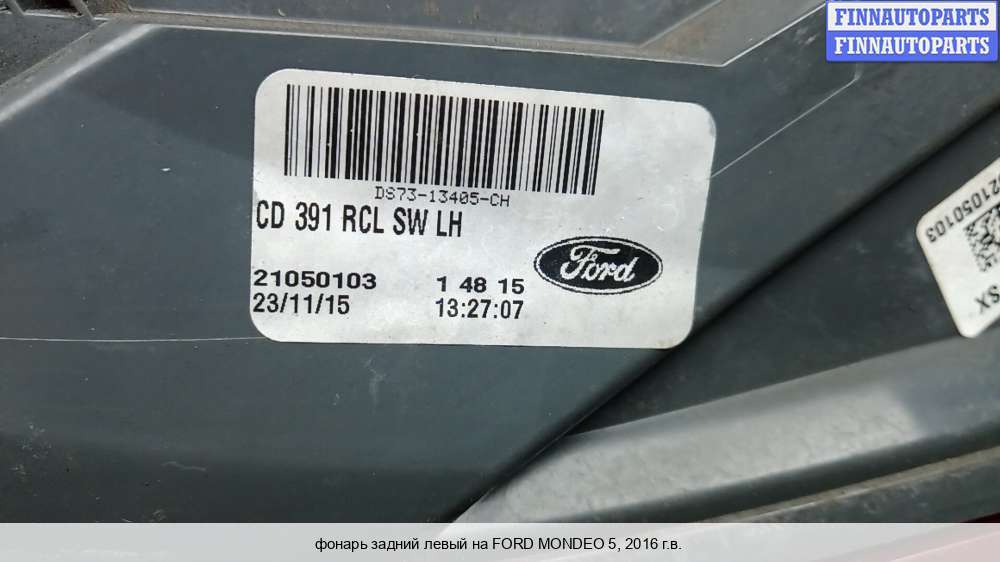 FINNAUTOPARTS
FINNAUTOPARTS
DS73-13405-CH
CD 391 RCL SW LH
Ford
21050103 1 48 15
23/11/15 13:27:07
21050103
SX
фонарь задний левый на FORD MONDEO 5, 2016 г.в.